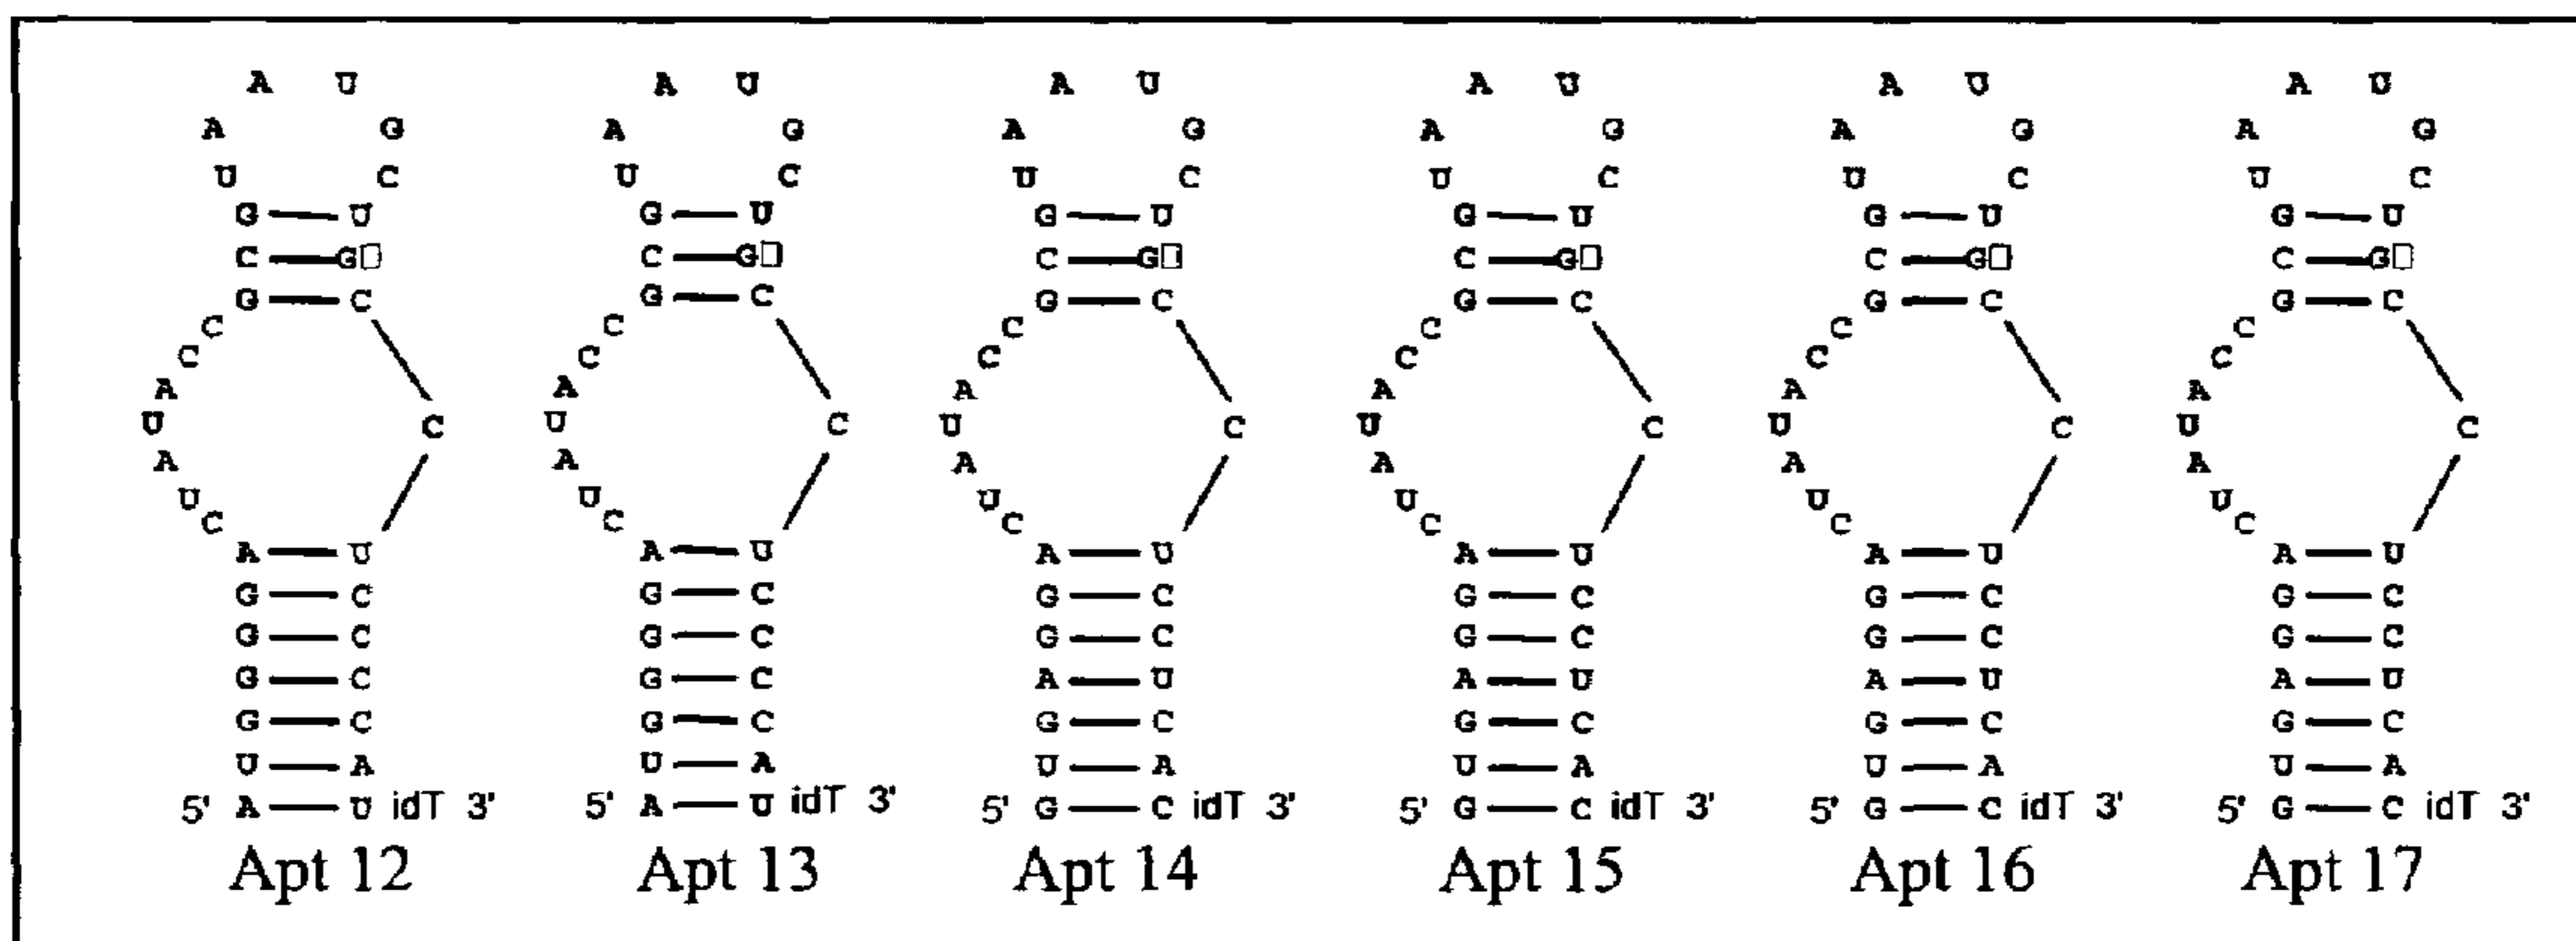 A U A U A U A U A U A U
A G A G A G A G A G A G
U C U C U C U C U C U C
G U G U G U G U G U G U
C G□ C G□ C G□ C G□ C G□ C G□
G C G C G C G C G C G C
C C C C C C
C C C C C C
A A A A A A
U C U C U C U C U C U C
A A A A A A
U U U U U U
C C C C C C
A U A U A U A U A U A U
G C G C G C G C G C G C
G C G C G C G C G C G C
G C G C A U A U A U A U
G C G C G C G C G C G C
U A U A U A U A U A U A
5' A U idT 3' 5' A U idT 3' 5' G C idT 3' 5' G C idT 3' 5' G C idT 3' 5' G C idT 3'
Apt 12 Apt 13 Apt 14 Apt 15 Apt 16 Apt 17